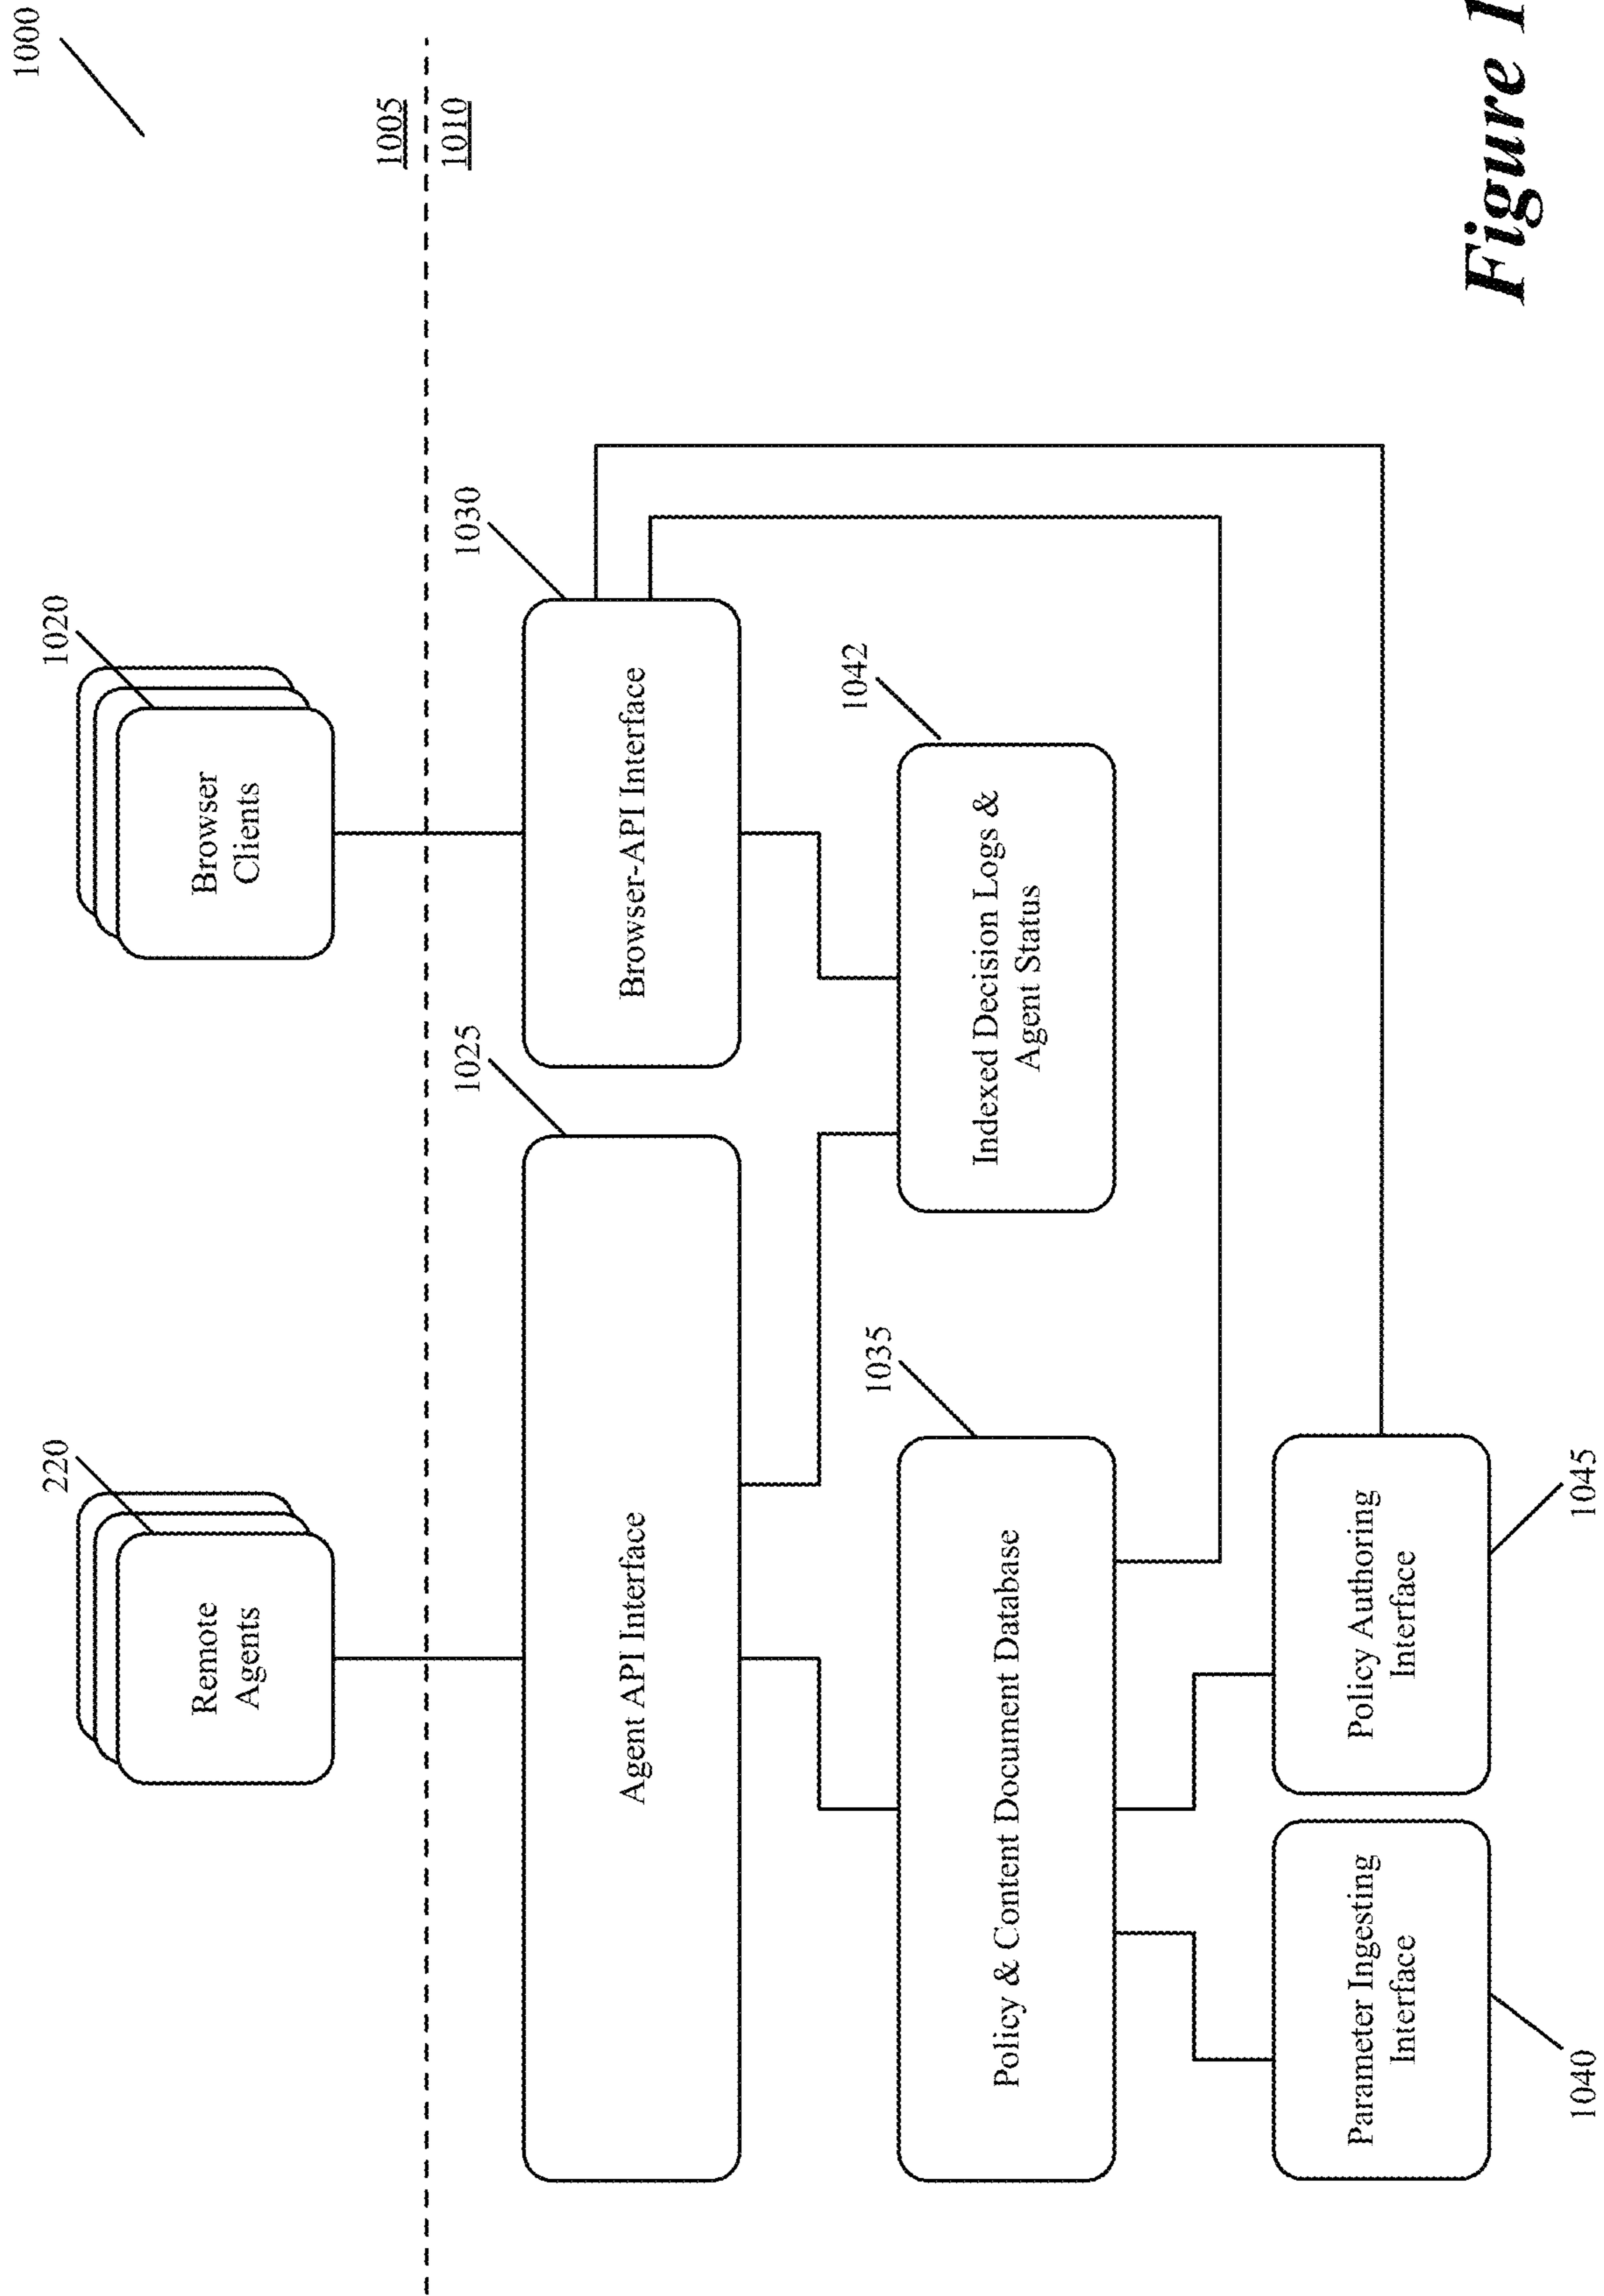 1000
220
1020
Remote
Agents
Browser
Clients
1005
1010
1025
1030
Agent API Interface
Browser-API Interface
1035
1042
Policy & Content Document Database
Indexed Decision Logs &
Agent Status
Parameter Ingesting
Interface
Policy Authoring
Interface
1040
1045
Figure 1